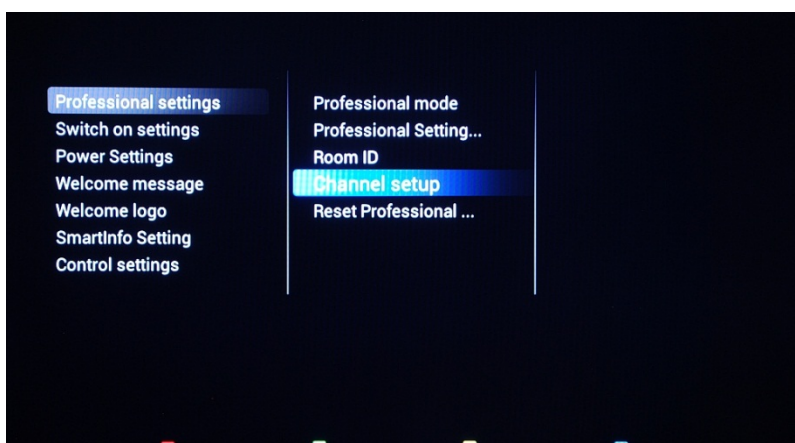 Professional settings
Switch on settings
Power Settings
Welcome message
Welcome logo
SmartInfo Setting
Control settings
Professional mode
Professional Setting...
Room ID
Channel setup
Reset Professional ...